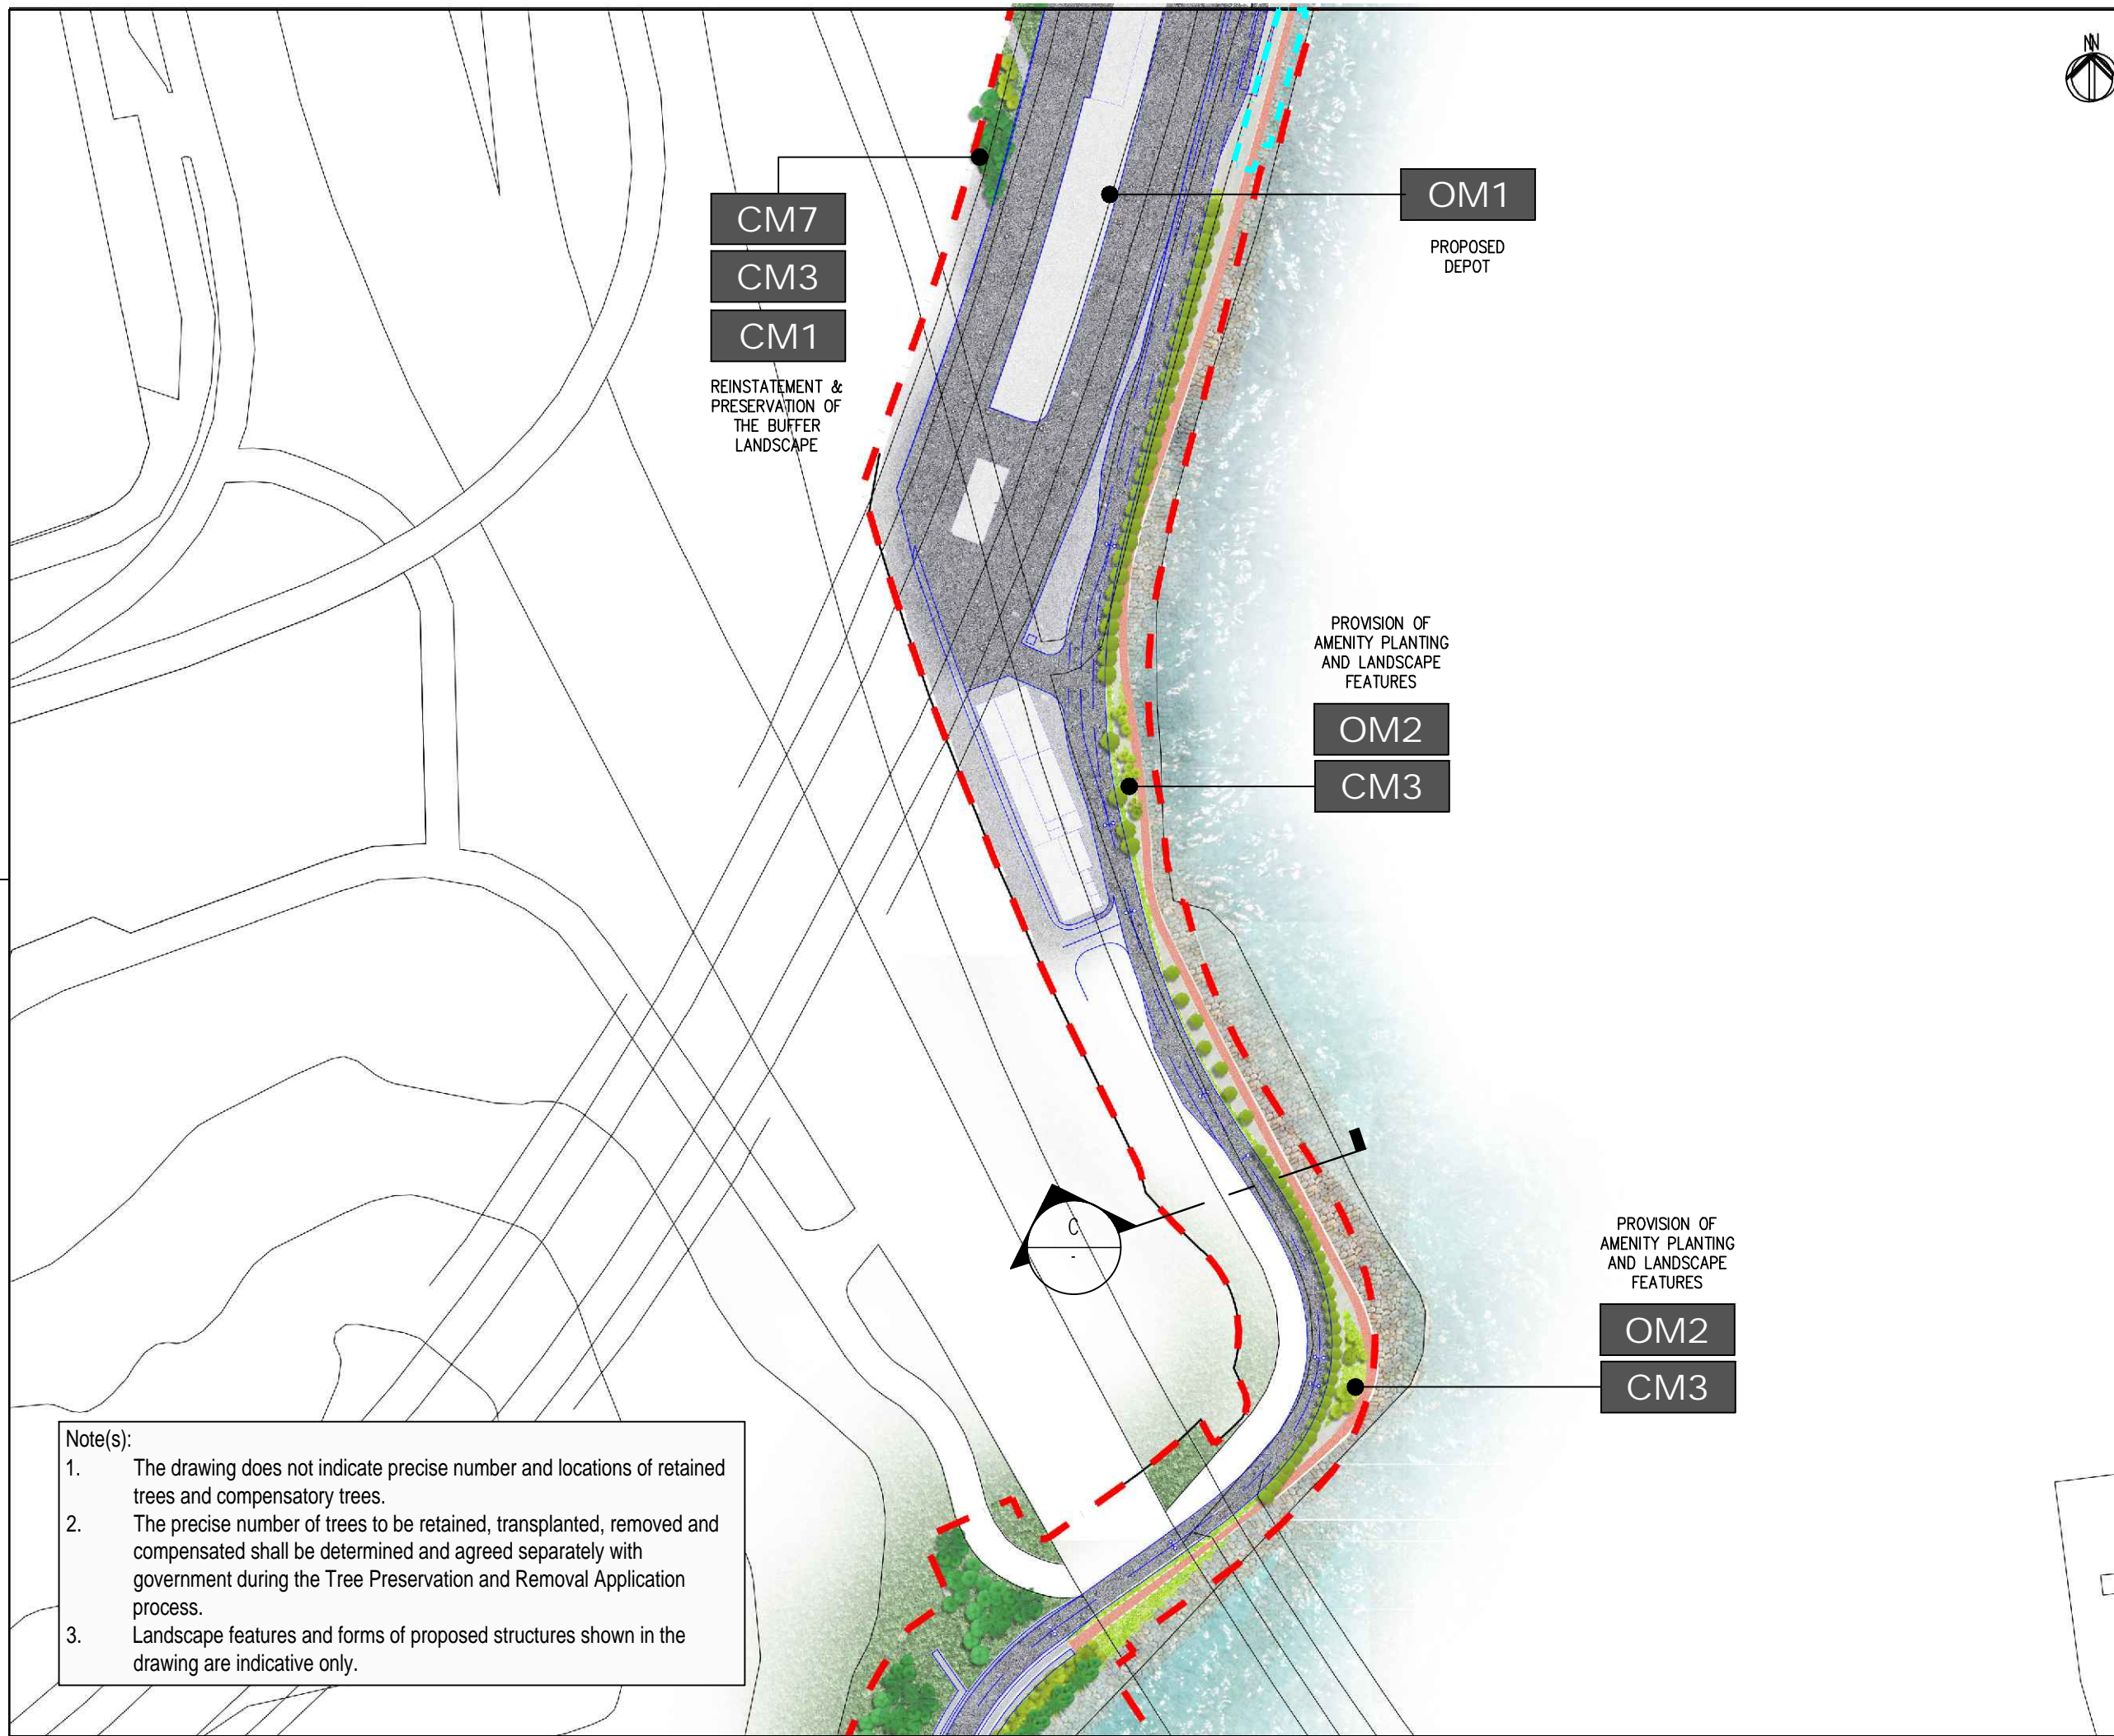 N
CM7
CM3
CM1
REINSTATEMENT &
PRESERVATION OF
THE BUFFER
LANDSCAPE
OM1
PROPOSED
DEPOT
PROVISION OF
AMENITY PLANTING
AND LANDSCAPE
FEATURES
OM2
CM3
C
-
PROVISION OF
AMENITY PLANTING
AND LANDSCAPE
FEATURES
OM2
CM3
Note(s):
1. The drawing does not indicate precise number and locations of retained
trees and compensatory trees.
2. The precise number of trees to be retained, transplanted, removed and
compensated shall be determined and agreed separately with
government during the Tree Preservation and Removal Application
process.
3. Landscape features and forms of proposed structures shown in the
drawing are indicative only.